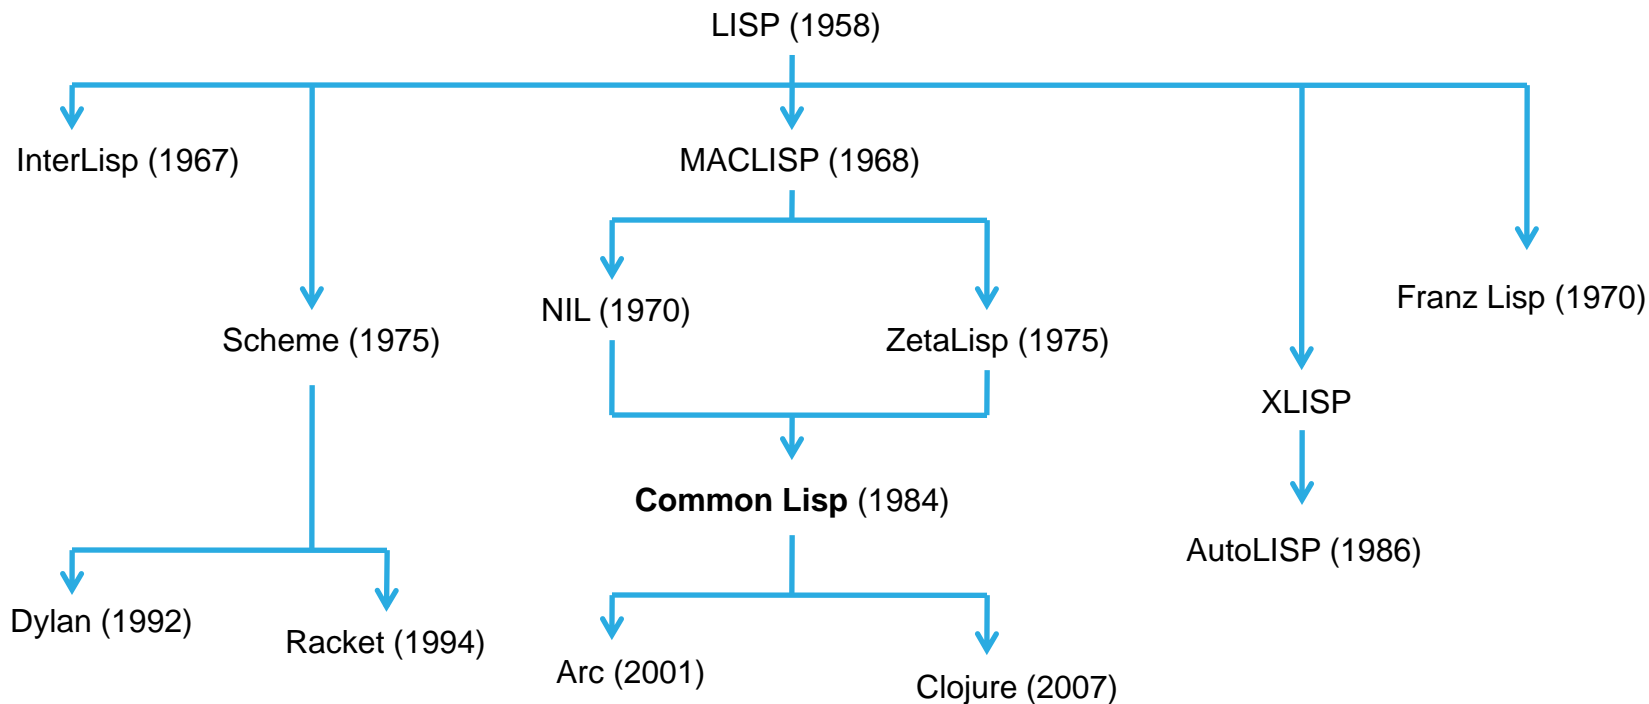 LISP (1958)
InterLisp (1967)
MACLISP (1968)
Franz Lisp (1970)
NIL (1970)
Scheme (1975)
ZetaLisp (1975)
XLISP
Common Lisp (1984)
AutoLISP (1986)
Dylan (1992)
Racket (1994)
Arc (2001)
Clojure (2007)